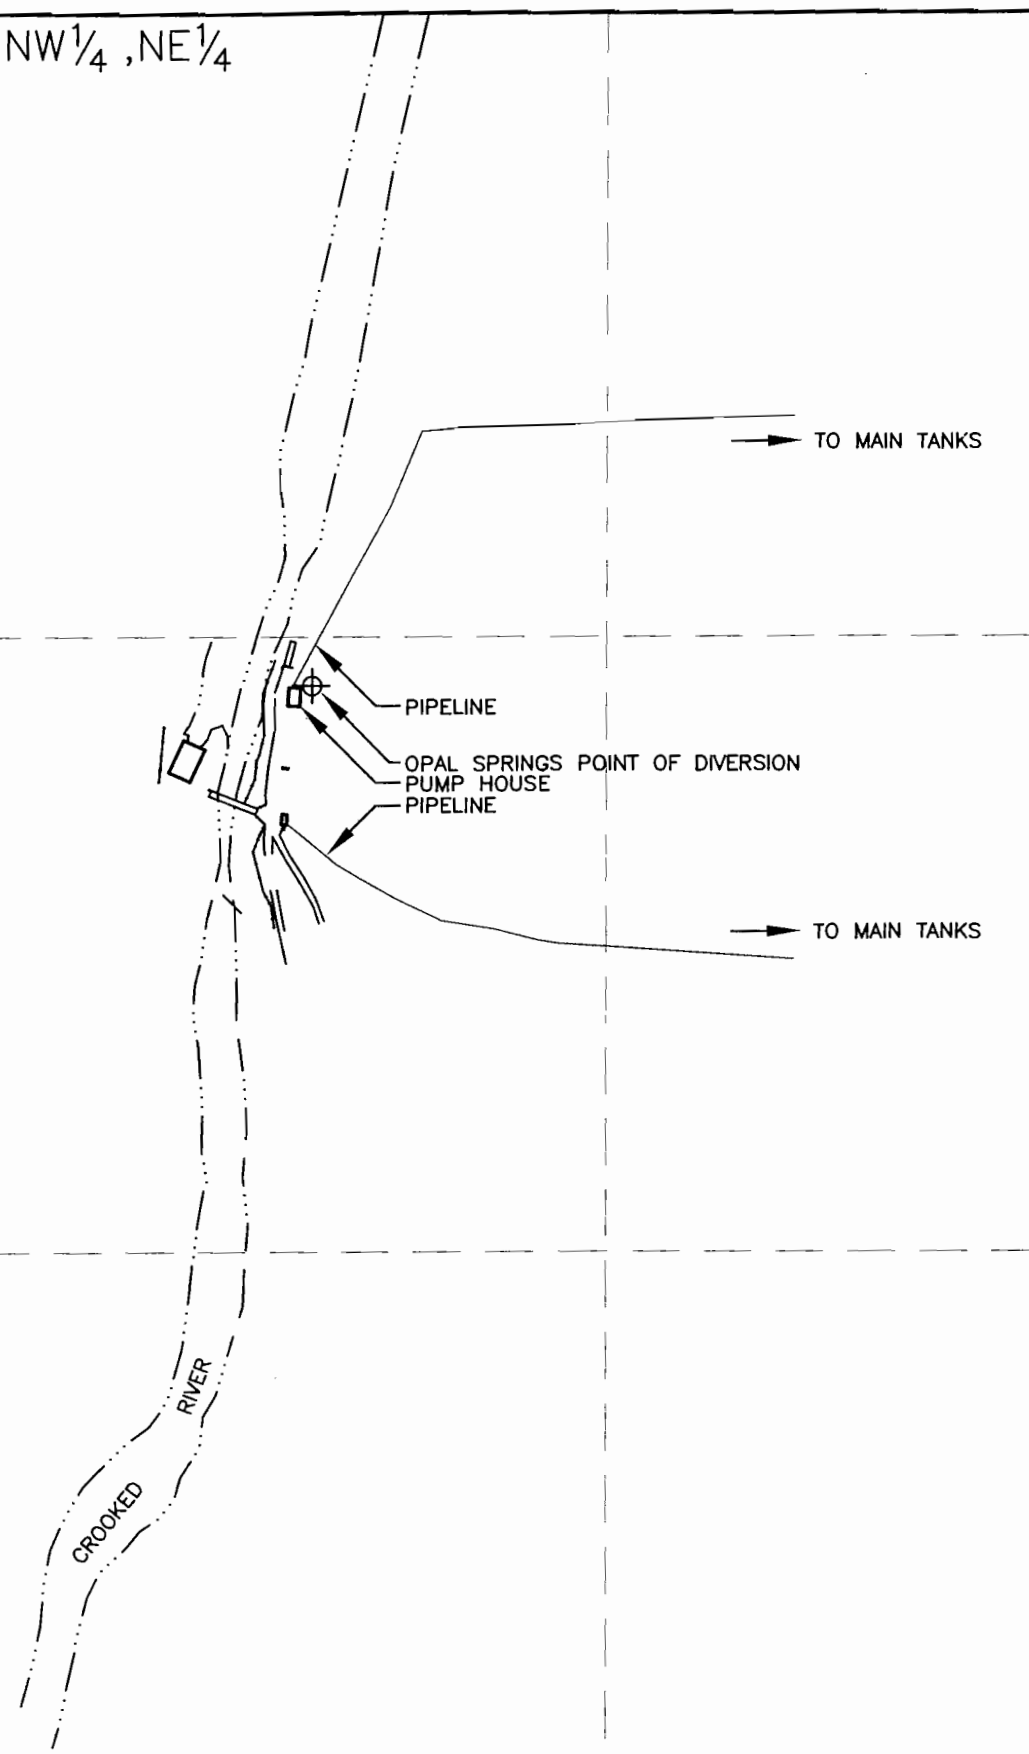 NW¼ ,NE¼
TO MAIN TANKS
PIPELINE
OPAL SPRINGS POINT OF DIVERSION
PUMP HOUSE
PIPELINE
TO MAIN TANKS
RIVER
CROOKED